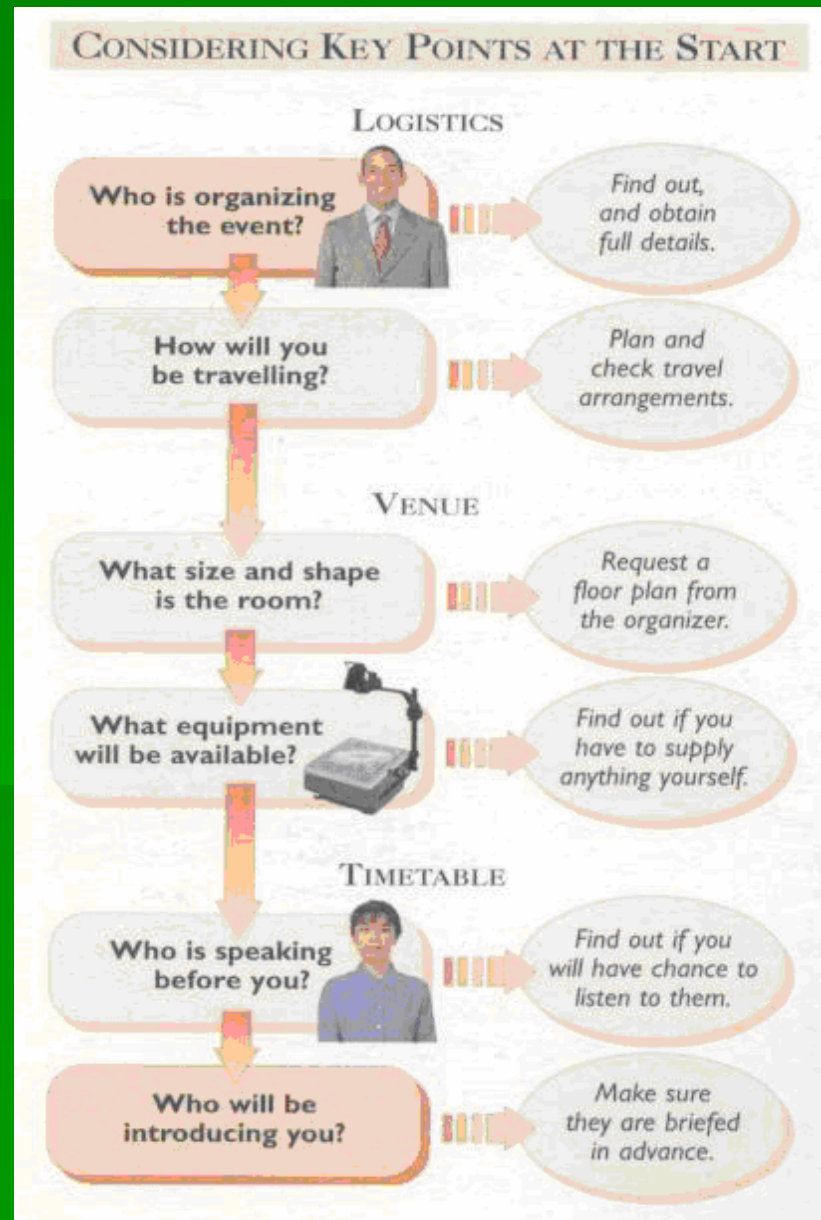 CONSIDERING KEY POINTS AT THE START
LOGISTICS
Who is organizing
the event?
Find out,
and obtain
full details.
How will you
be travelling?
Plan and
check travel
arrangements.
VENUE
What size and shape
is the room?
Request a
floor plan from
the organizer.
What equipment
will be available?
Find out if you
have to supply
anything yourself.
TIMETABLE
Who is speaking
before you?
Find out if you
will have chance to
listen to them.
Who will be
introducing you?
Make sure
they are briefed
in advance.